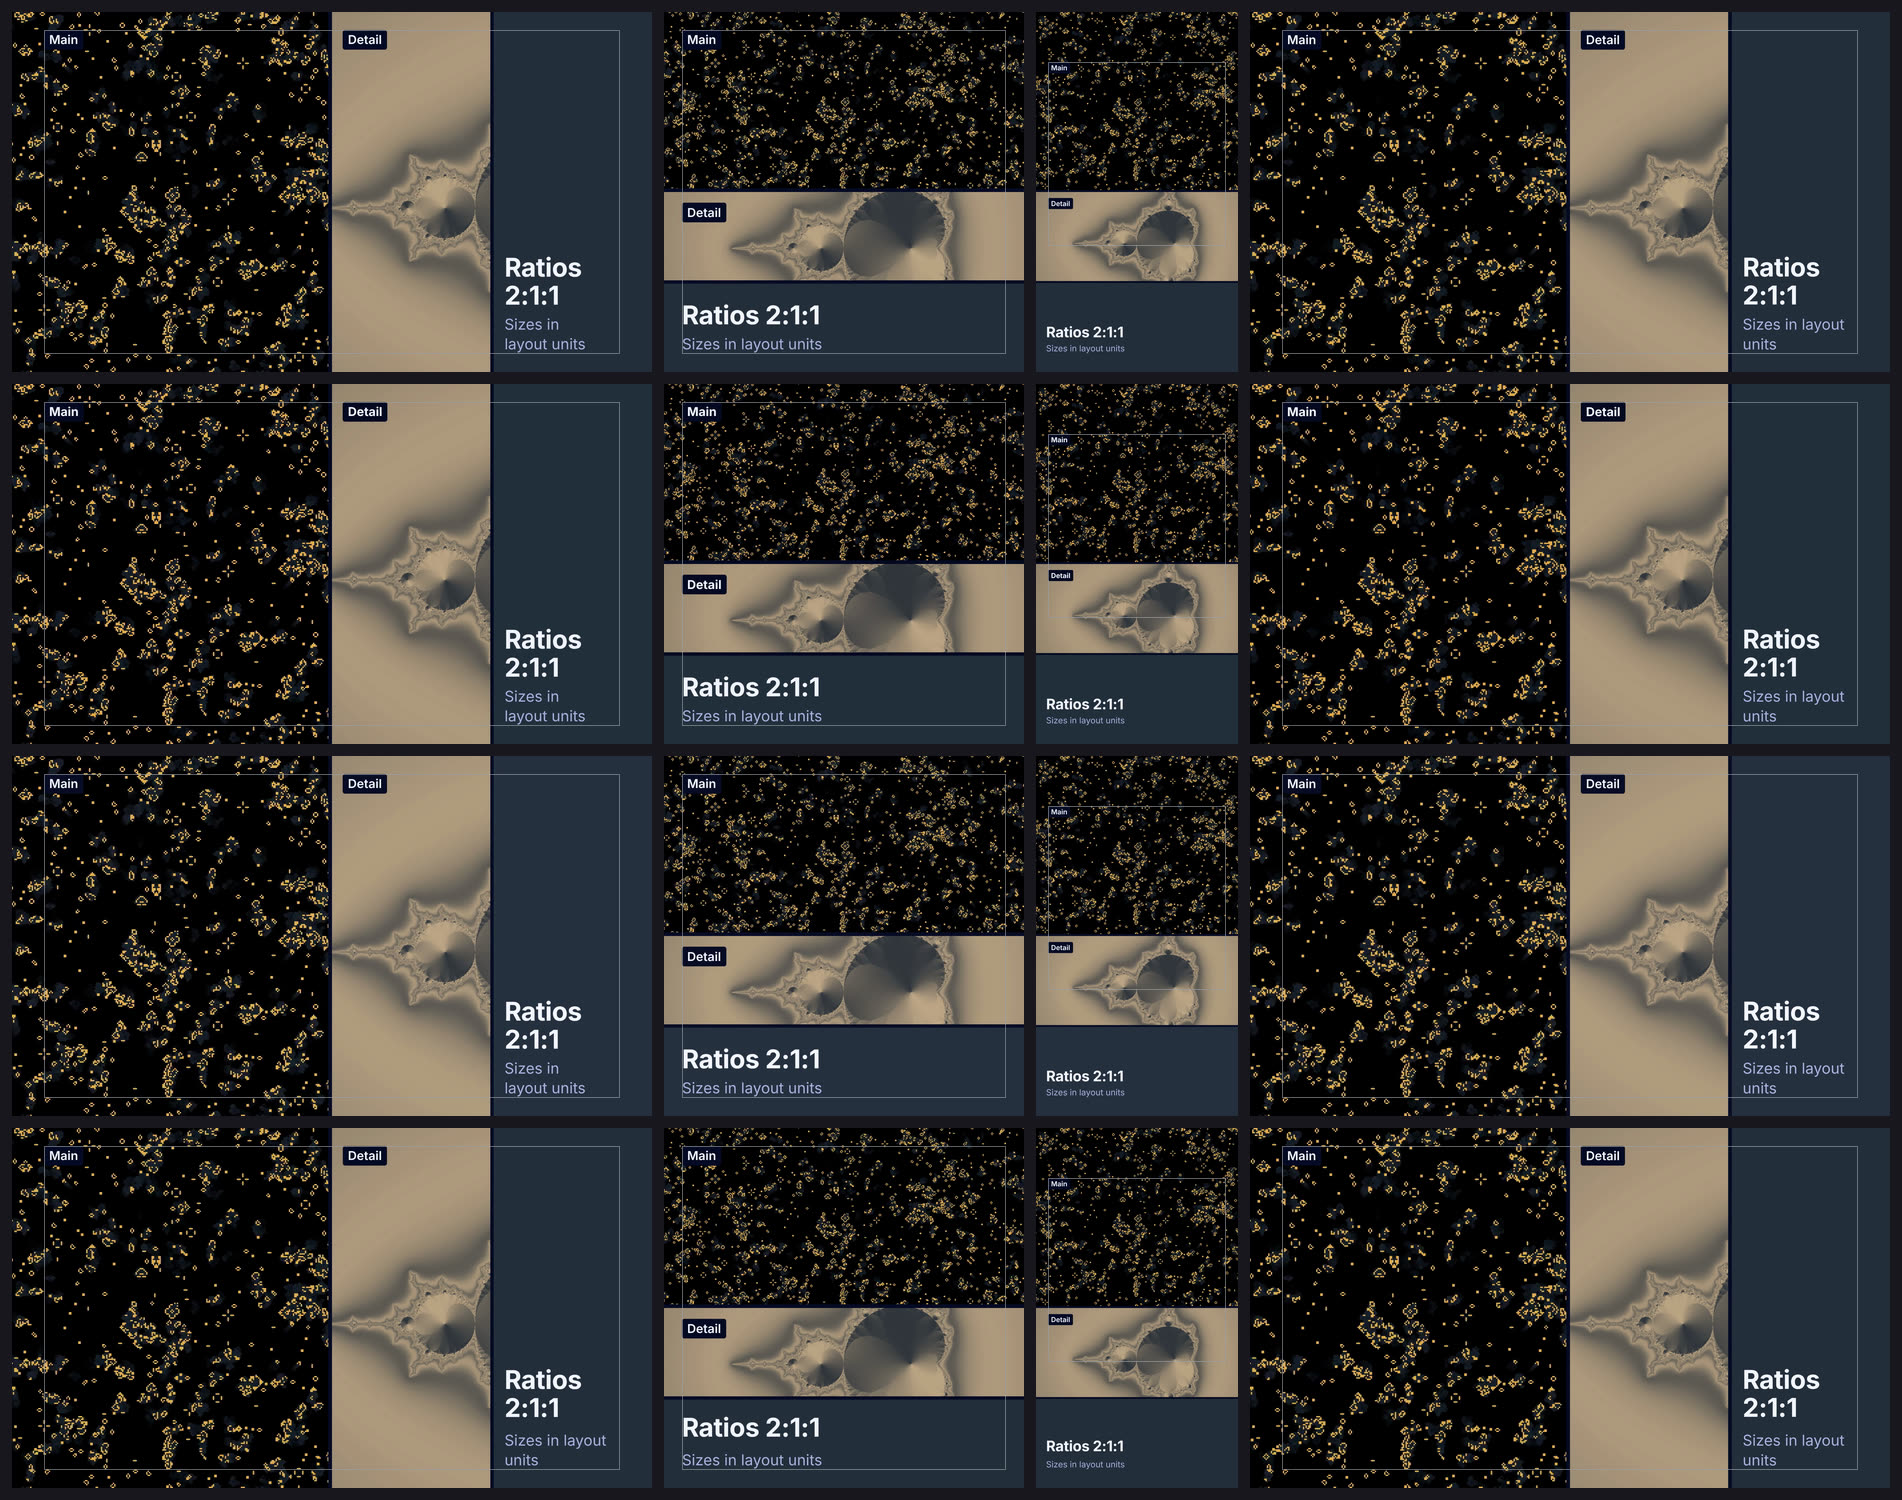 Main
Detail
Ratios
2:1:1
Sizes in
layout units
Main
Detail
Ratios 2:1:1
Sizes in layout units
Main
Detail
Ratios 2:1:1
Sizes in layout units
Main
Detail
Ratios
2:1:1
Sizes in layout
units
Main
Detail
Ratios
2:1:1
Sizes in
layout units
Main
Detail
Ratios 2:1:1
Sizes in layout units
Main
Detail
Ratios 2:1:1
Sizes in layout units
Main
Detail
Ratios
2:1:1
Sizes in layout
units
Main
Detail
Ratios
2:1:1
Sizes in
layout units
Main
Detail
Ratios 2:1:1
Sizes in layout units
Main
Detail
Ratios 2:1:1
Sizes in layout units
Main
Detail
Ratios
2:1:1
Sizes in layout
units
Main
Detail
Ratios
2:1:1
Sizes in layout
units
Main
Detail
Ratios 2:1:1
Sizes in layout units
Main
Detail
Ratios 2:1:1
Sizes in layout units
Main
Detail
Ratios
2:1:1
Sizes in layout
units